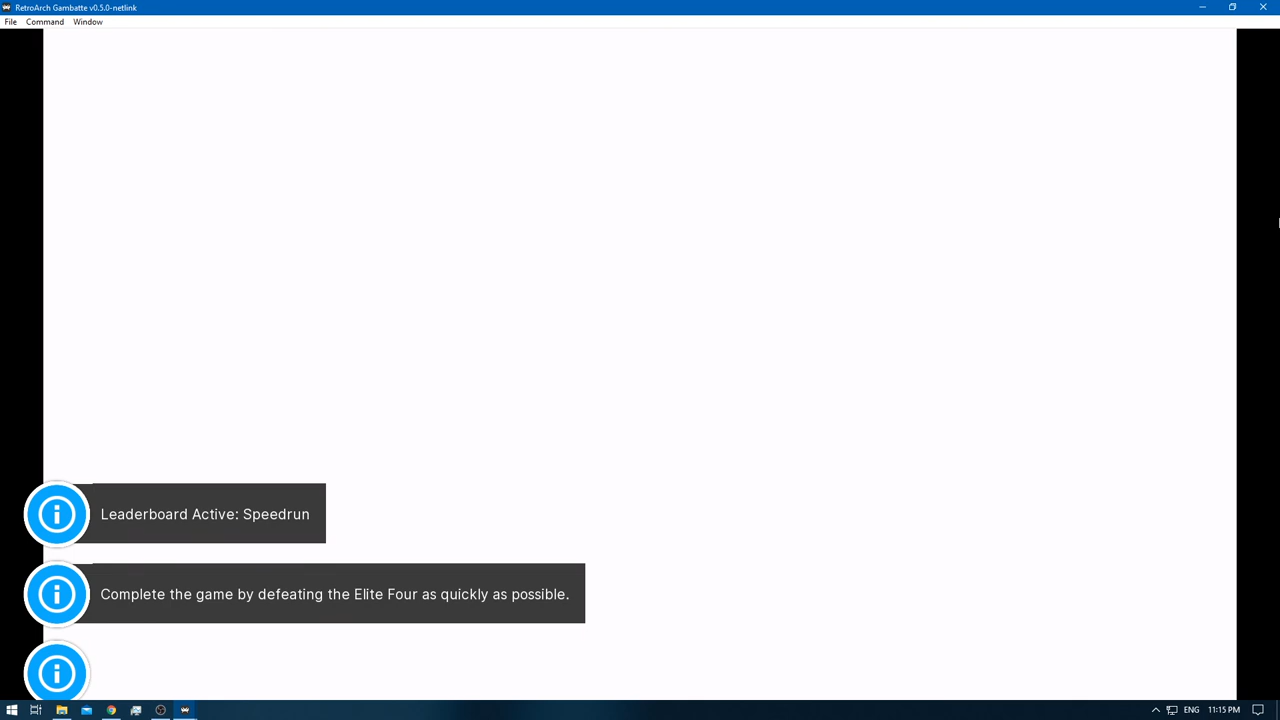 RetroArch Gambatte v0.5.0-netlink
File Command Window
Leaderboard Active: Speedrun
Complete the game by defeating the Elite Four as quickly as possible.
ENG 11:15 PM